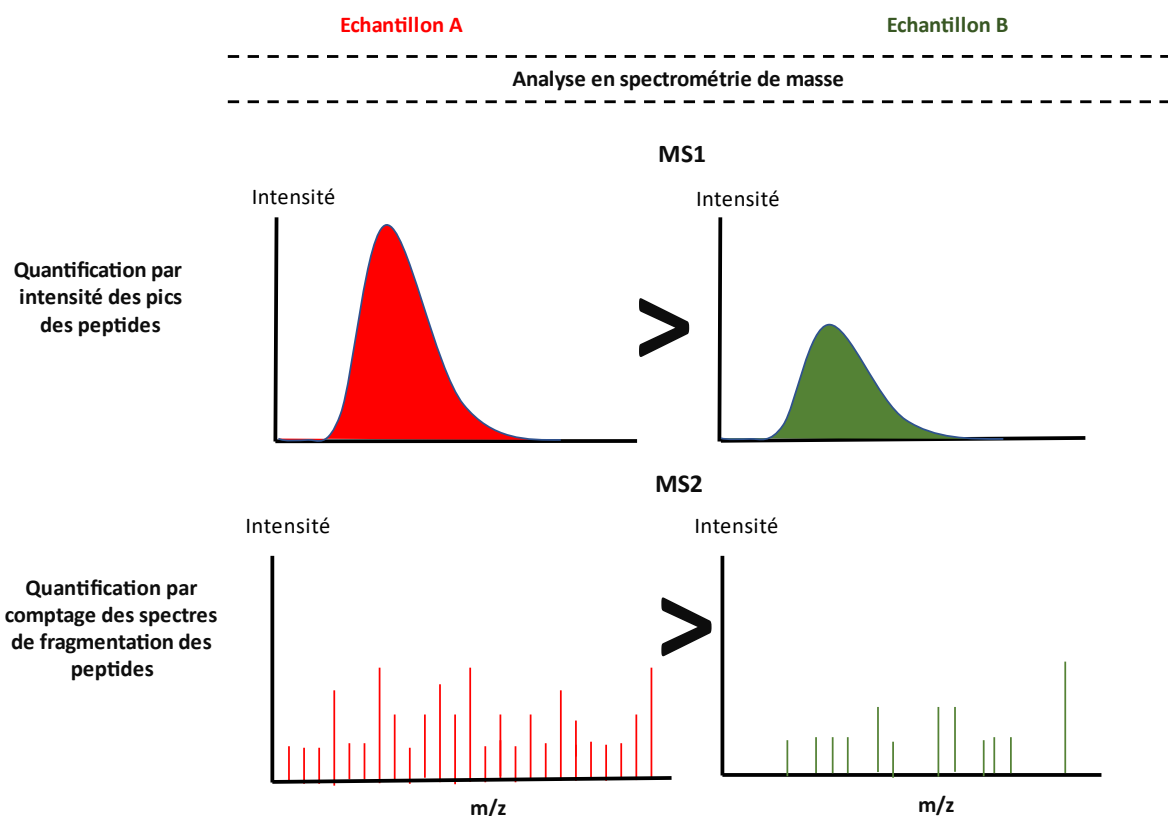 Echantillon A
Echantillon B
Analyse en spectrométrie de masse
MS1
Intensité
Intensité
Quantification par
intensité des pics
des peptides
>
MS2
Intensité
Intensité
Quantification par
comptage des spectres
de fragmentation des
peptides
>
m/z
m/z